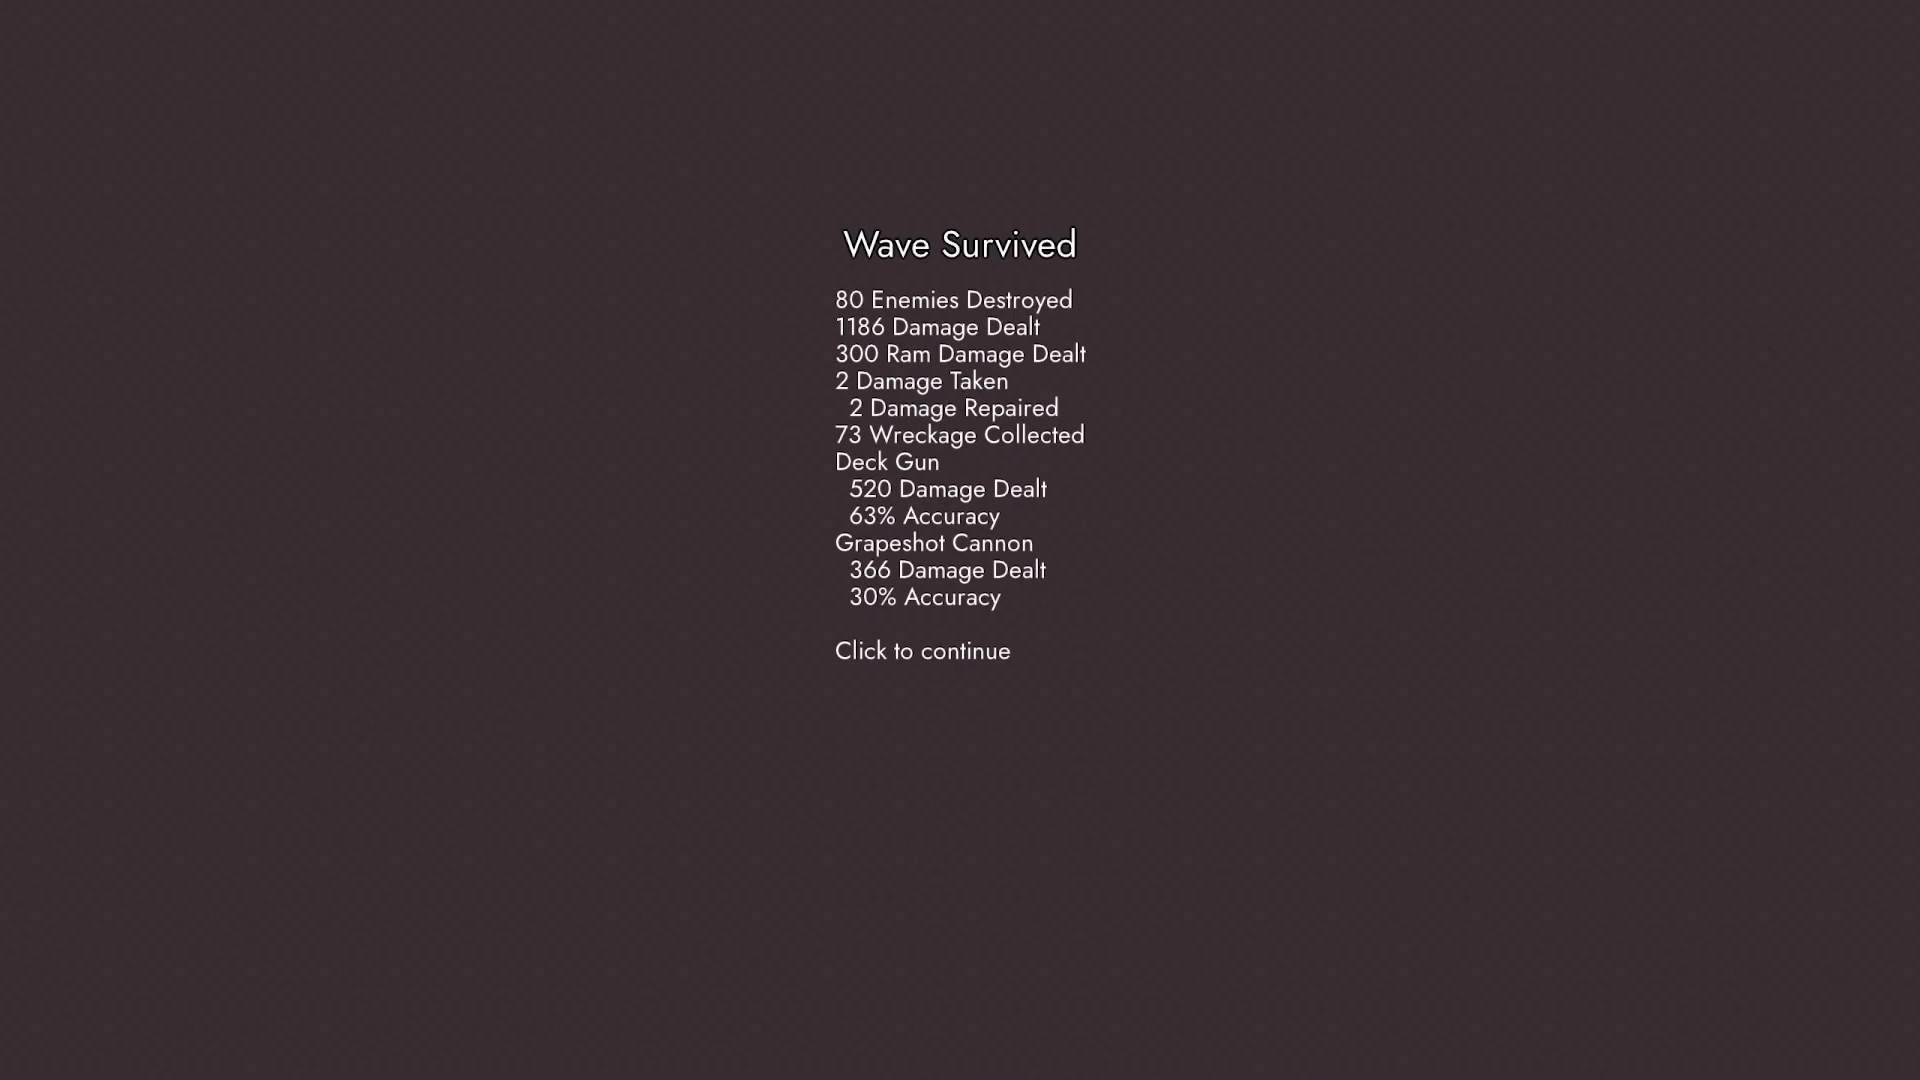 Wave Survived
80 Enemies Destroyed
1186 Damage Dealt
300 Ram Damage Dealt
2 Damage Taken
2 Damage Repaired
73 Wreckage Collected
Deck Gun
520 Damage Dealt
63% Accuracy
Grapeshot Cannon
366 Damage Dealt
30% Accuracy
Click to continue